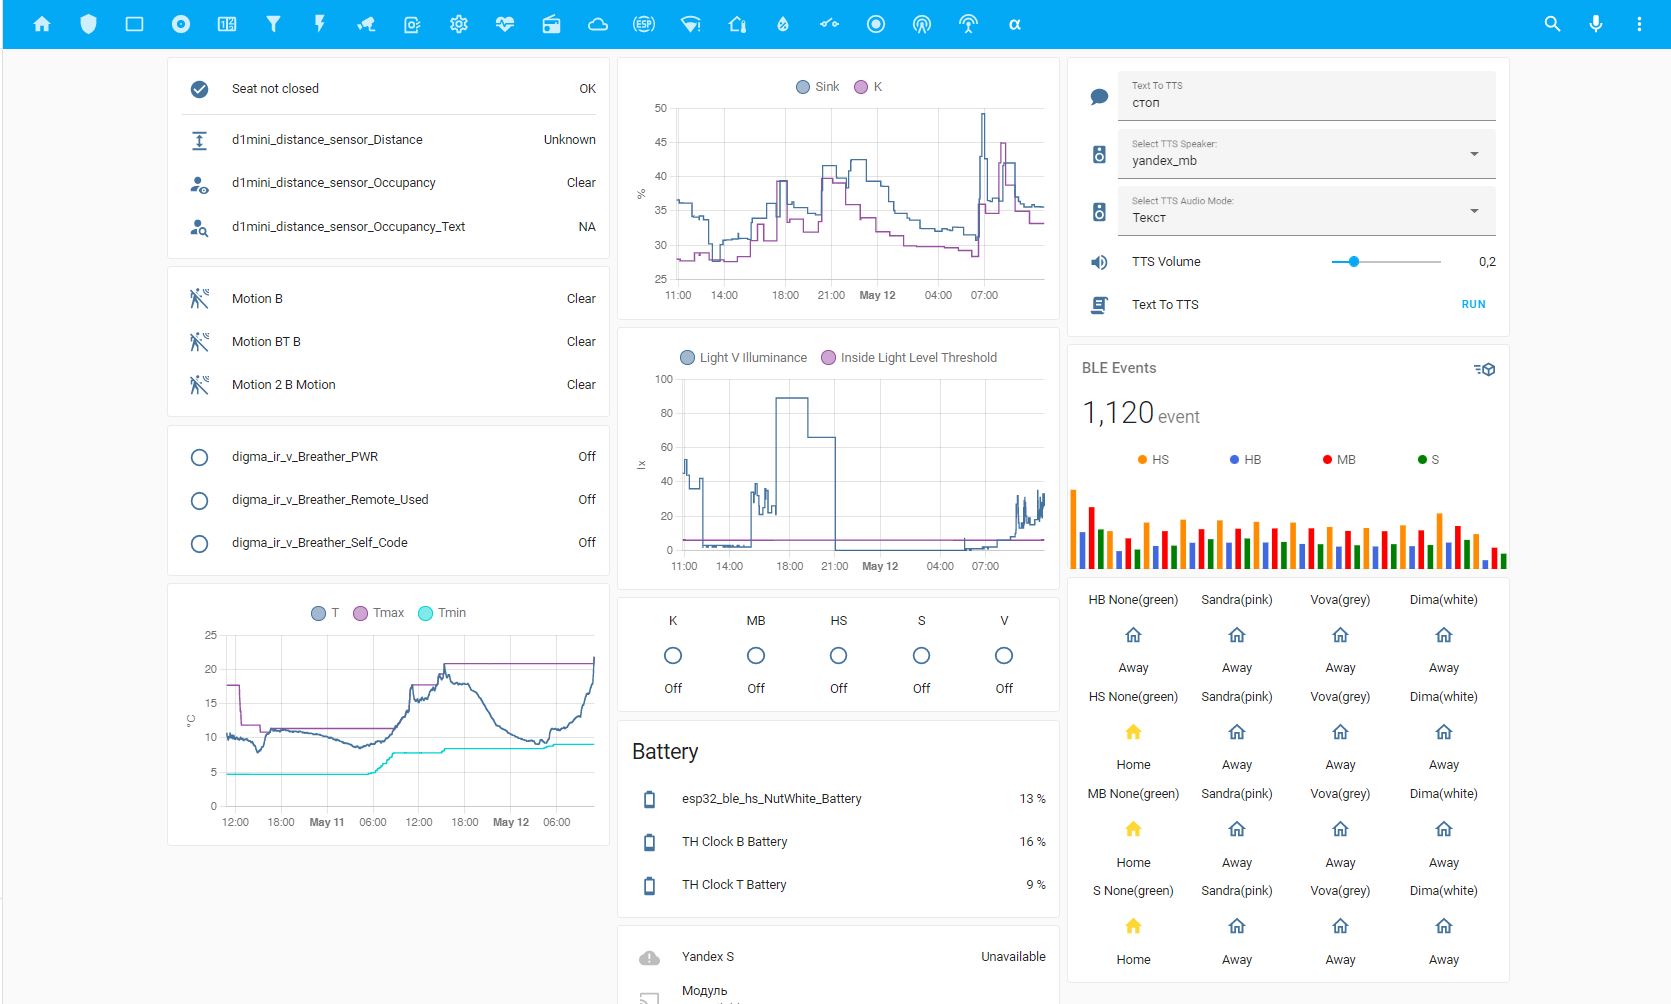 ESP
α
Seat not closed OK
d1mini_distance_sensor_Distance Unknown
d1mini_distance_sensor_Occupancy Clear
d1mini_distance_sensor_Occupancy_Text NA
Motion B Clear
Motion BT B Clear
Motion 2 B Motion Clear
digma_ir_v_Breather_PWR Off
digma_ir_v_Breather_Remote_Used Off
digma_ir_v_Breather_Self_Code Off
T Tmax Tmin
25
20
15
10
5
0
°C
12:00 18:00 May 11 06:00 12:00 18:00 May 12 06:00
Sink K
50
45
40
35
30
25
%
11:00 14:00 18:00 21:00 May 12 04:00 07:00
Light V Illuminance Inside Light Level Threshold
100
80
60
40
20
0
lx
11:00 14:00 18:00 21:00 May 12 04:00 07:00
K MB HS S V
Off Off Off Off Off
Battery
esp32_ble_hs_NutWhite_Battery 13 %
TH Clock B Battery 16 %
TH Clock T Battery 9 %
Yandex S Unavailable
Модуль
Text To TTS
стоп
Select TTS Speaker:
yandex_mb
Select TTS Audio Mode:
Текст
TTS Volume 0,2
Text To TTS RUN
BLE Events
1,120 event
HS HB MB S
HB None(green) Sandra(pink) Vova(grey) Dima(white)
Away Away Away Away
HS None(green) Sandra(pink) Vova(grey) Dima(white)
Home Away Away Away
MB None(green) Sandra(pink) Vova(grey) Dima(white)
Home Away Away Away
S None(green) Sandra(pink) Vova(grey) Dima(white)
Home Away Away Away